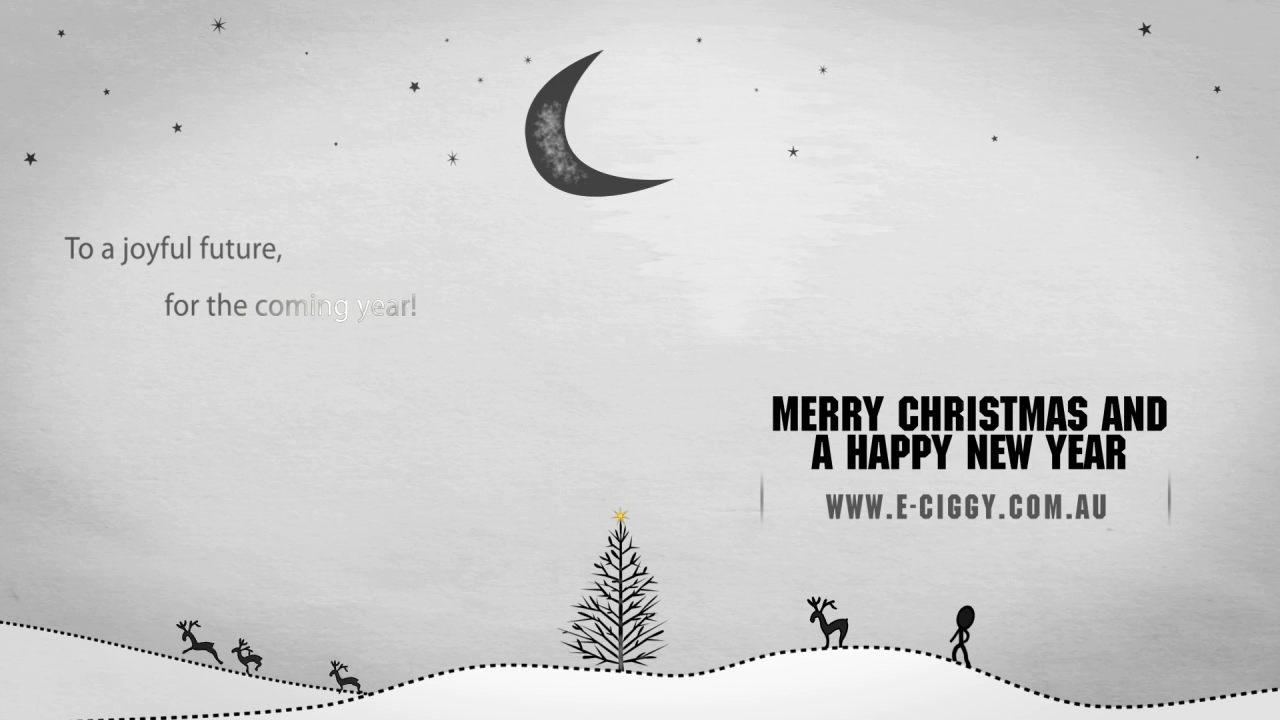 To a joyful future,
for the coming year!
MERRY CHRISTMAS AND
A HAPPY NEW YEAR
WWW.E-CIGGY.COM.AU